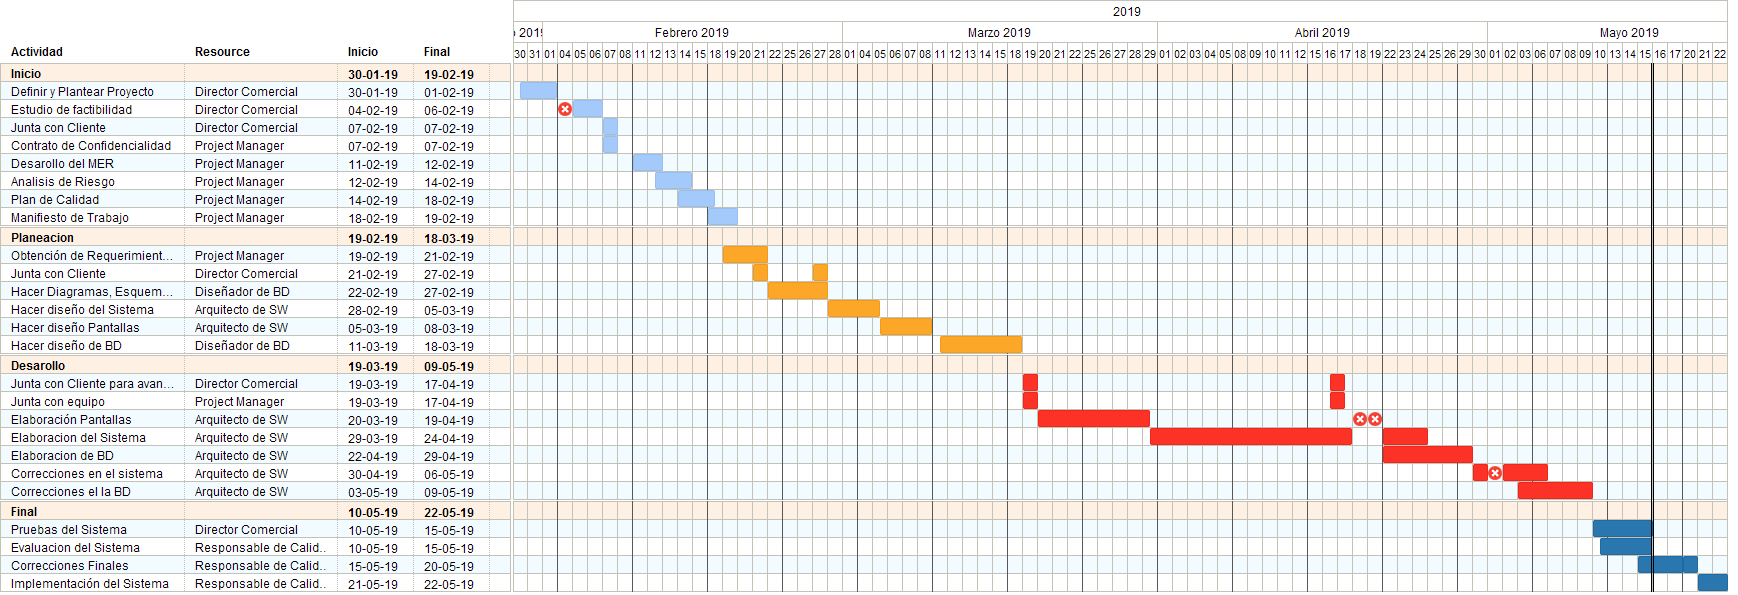 2019
o 2019 Febrero 2019 Marzo 2019 Abril 2019 Mayo 2019
Actividad Resource Inicio Final 30 31 01 04 05 06 07 08 11 12 13 14 15 18 19 20 21 22 25 26 27 28 01 04 05 06 07 08 11 12 13 14 15 18 19 20 21 22 25 26 27 28 29 01 02 03 04 05 08 09 10 11 12 15 16 17 18 19 22 23 24 25 26 29 30 01 02 03 06 07 08 09 10 13 14 15 16 17 20 21 22
Inicio 30-01-19 19-02-19
Definir y Plantear Proyecto Director Comercial 30-01-19 01-02-19
Estudio de factibilidad Director Comercial 04-02-19 06-02-19
Junta con Cliente Director Comercial 07-02-19 07-02-19
Contrato de Confidencialidad Project Manager 07-02-19 07-02-19
Desarollo del MER Project Manager 11-02-19 12-02-19
Analisis de Riesgo Project Manager 12-02-19 14-02-19
Plan de Calidad Project Manager 14-02-19 18-02-19
Manifiesto de Trabajo Project Manager 18-02-19 19-02-19
Planeacion 19-02-19 18-03-19
Obtención de Requerimient... Project Manager 19-02-19 21-02-19
Junta con Cliente Director Comercial 21-02-19 27-02-19
Hacer Diagramas, Esquem... Diseñador de BD 22-02-19 27-02-19
Hacer diseño del Sistema Arquitecto de SW 28-02-19 05-03-19
Hacer diseño Pantallas Arquitecto de SW 05-03-19 08-03-19
Hacer diseño de BD Diseñador de BD 11-03-19 18-03-19
Desarollo 19-03-19 09-05-19
Junta con Cliente para avan... Director Comercial 19-03-19 17-04-19
Junta con equipo Project Manager 19-03-19 17-04-19
Elaboración Pantallas Arquitecto de SW 20-03-19 19-04-19
Elaboracion del Sistema Arquitecto de SW 29-03-19 24-04-19
Elaboracion de BD Arquitecto de SW 22-04-19 29-04-19
Correcciones en el sistema Arquitecto de SW 30-04-19 06-05-19
Correcciones el la BD Arquitecto de SW 03-05-19 09-05-19
Final 10-05-19 22-05-19
Pruebas del Sistema Director Comercial 10-05-19 15-05-19
Evaluacion del Sistema Responsable de Calid.. 10-05-19 15-05-19
Correcciones Finales Responsable de Calid.. 15-05-19 20-05-19
Implementación del Sistema Responsable de Calid.. 21-05-19 22-05-19